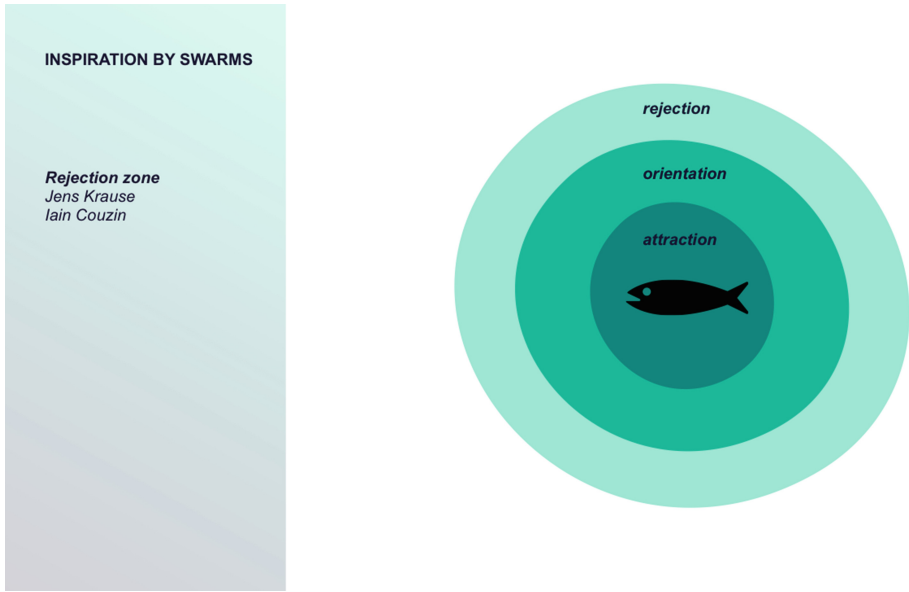 INSPIRATION BY SWARMS
Rejection zone
Jens Krause
Iain Couzin
rejection
orientation
attraction